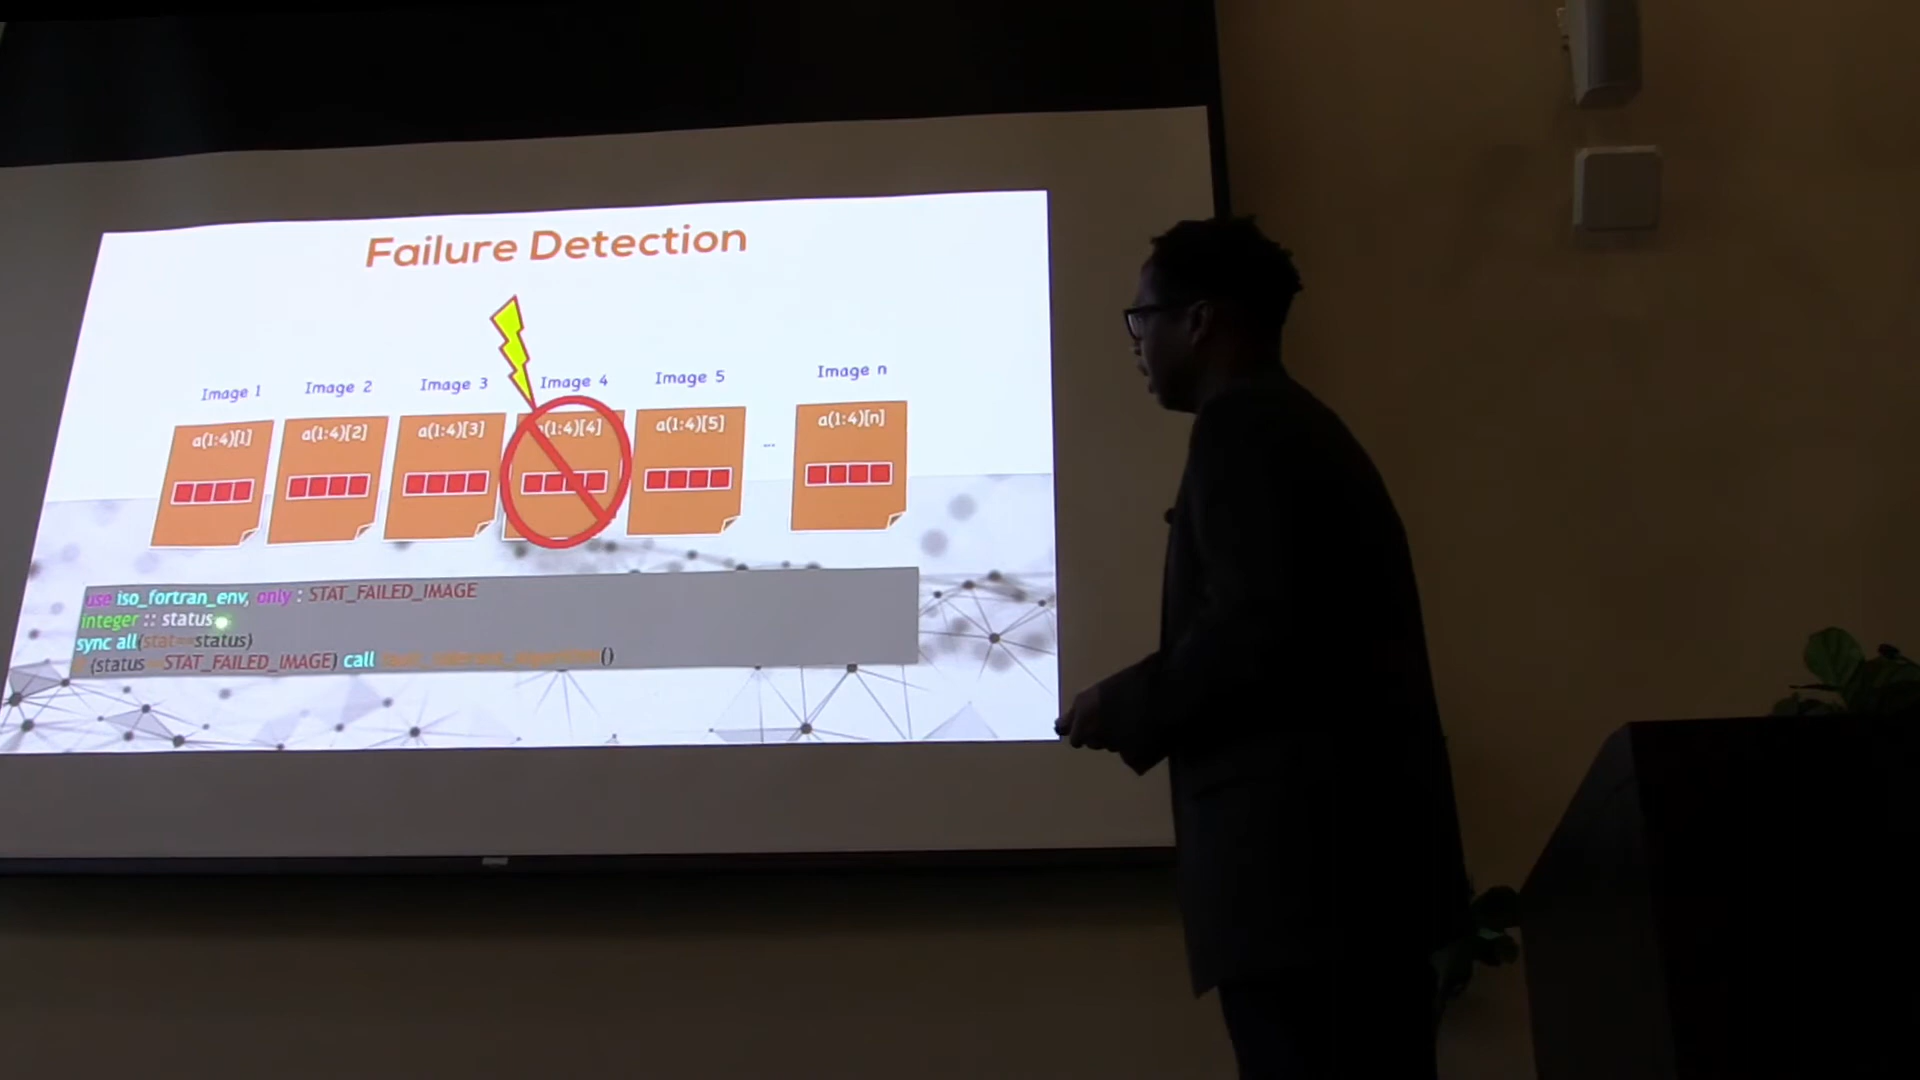 Failure Detection
Image 1 Image 2 Image 3 Image 4 Image 5 Image n
a(1:4)[1] a(1:4)[2] a(1:4)[3] a(1:4)[4] a(1:4)[5] ... a(1:4)[n]
use iso_fortran_env, only : STAT_FAILED_IMAGE
integer :: status
sync all(stat==status)
(status STAT_FAILED_IMAGE) call ()